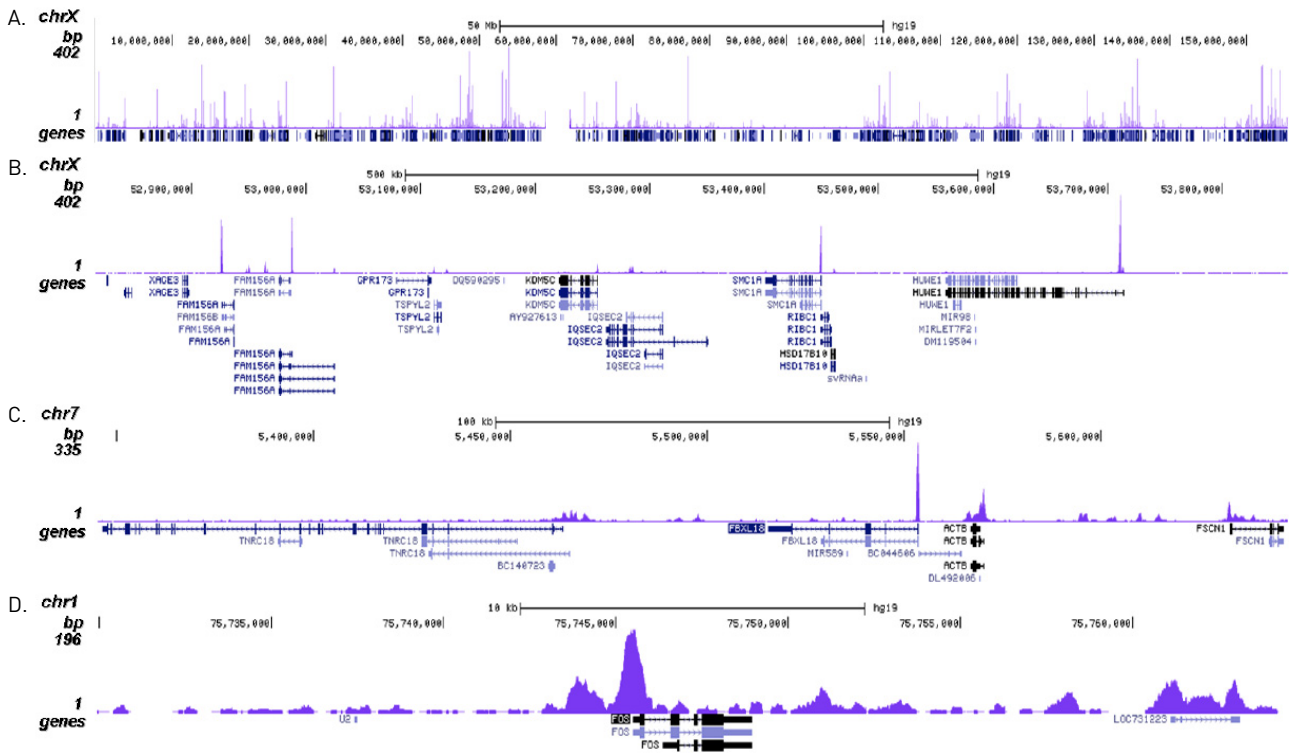 A. chrX 50 Mb hg19
bp 10,000,000 20,000,000 30,000,000 40,000,000 50,000,000 60,000,000 70,000,000 80,000,000 90,000,000 100,000,000 110,000,000 120,000,000 130,000,000 140,000,000 150,000,000
402
1
genes
B. chrX 500 kb hg19
bp 52,900,000 53,000,000 53,100,000 53,200,000 53,300,000 53,400,000 53,500,000 53,600,000 53,700,000 53,800,000
402
1
genes
XAGE3 FAM156A GPR173 DQ590295 KDM5C SMC1A HUWE1
XAGE3 FAM156A GPR173 KDM5C SMC1A HUWE1
FAM156A TSPYL2 KDM5C SMC1A HUWE1
FAM156B TSPYL2 AY927613 IQSEC2 RIBC1 MIR98
FAM156A TSPYL2 IQSEC2 RIBC1 MIRLET7F2
FAM156A IQSEC2 RIBC1 DM119504
FAM156A IQSEC2 HSD17B10
FAM156A IQSEC2 HSD17B10
FAM156A svRNAa
FAM156A
C. chr7 100 kb hg19
bp 5,400,000 5,450,000 5,500,000 5,550,000 5,600,000
335
1
genes
FBXL18 ACTB FSCN1
TNRC18 TNRC18 FBXL18 ACTB FSCN1
TNRC18 MIR589 BC044606
BC140723 ACTB
DL492006
D. chr1 10 kb hg19
bp 75,735,000 75,740,000 75,745,000 75,750,000 75,755,000 75,760,000
196
1
genes
U2 FOS LOC731223
FOS
FOS